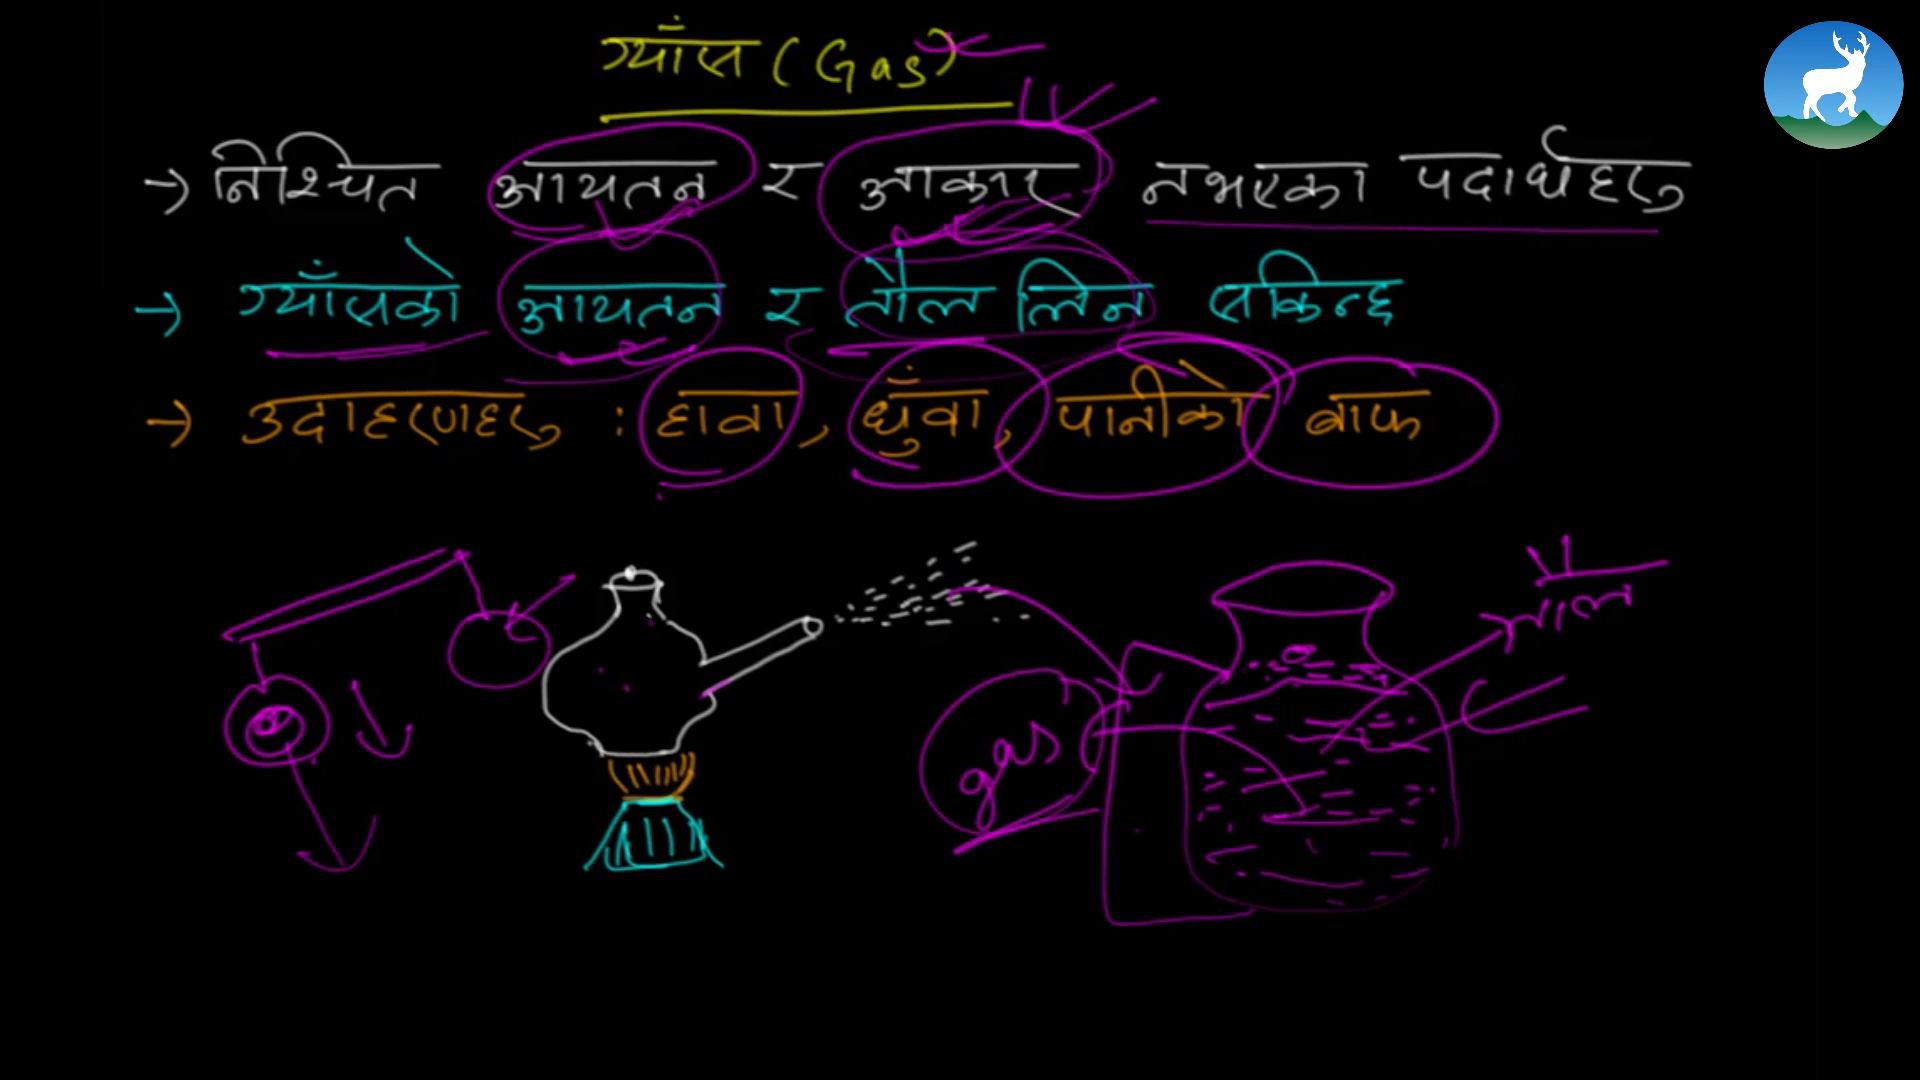 ग्याँस (Gas)
→ निश्चित आयतन र आकार नभएका पदार्थहरु
→ ग्याँसको आयतन र तौल लिन सकिन्छ
→ उदाहरणहरु : हावा, धुँवा, पानीको बाफ
gas